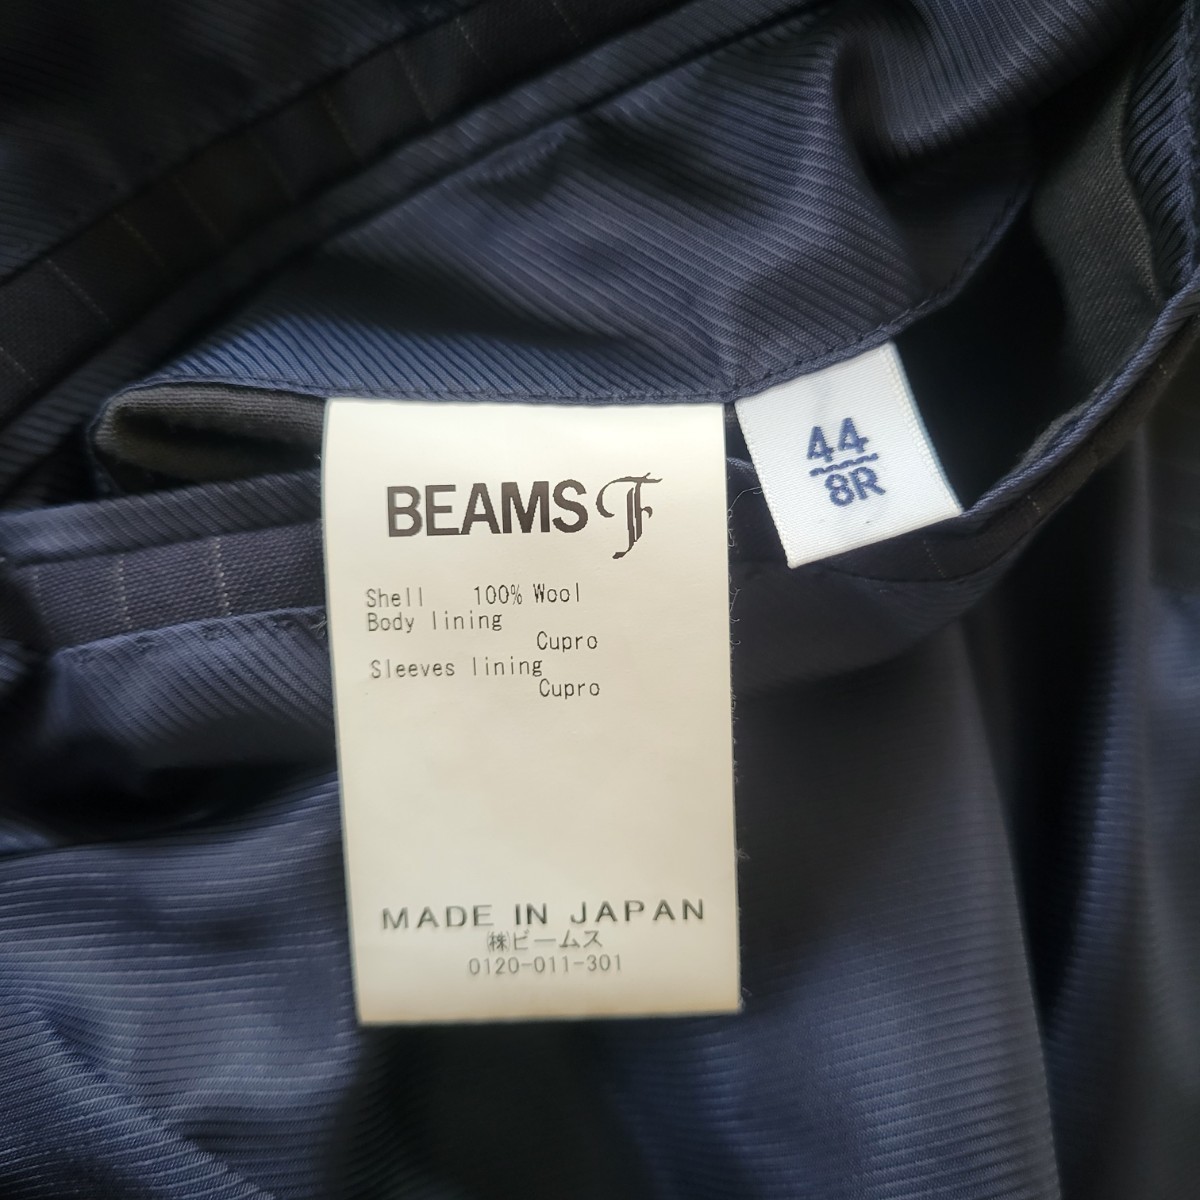 BEAMS F
Shell 100% Wool
Body lining
Cupro
Sleeves lining
Cupro
MADE IN JAPAN
㈱ビームス
0120-011-301
44
8R